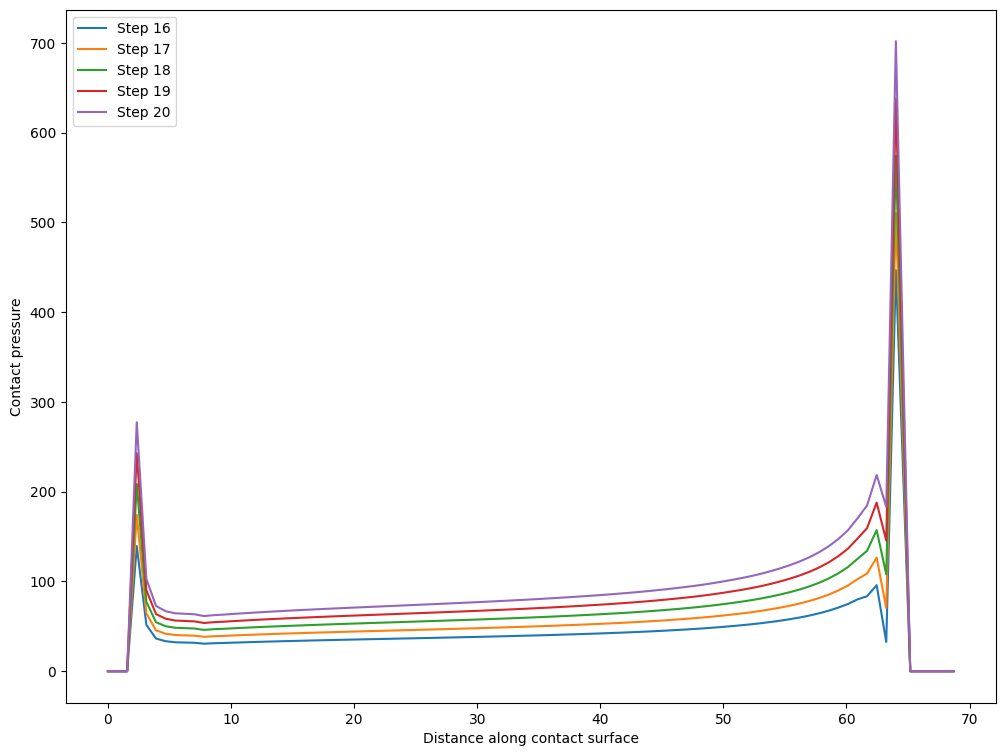 Step 16
Step 17
Step 18
Step 19
Step 20
700
600
500
400
300
200
100
0
Contact pressure
0 10 20 30 40 50 60 70
Distance along contact surface